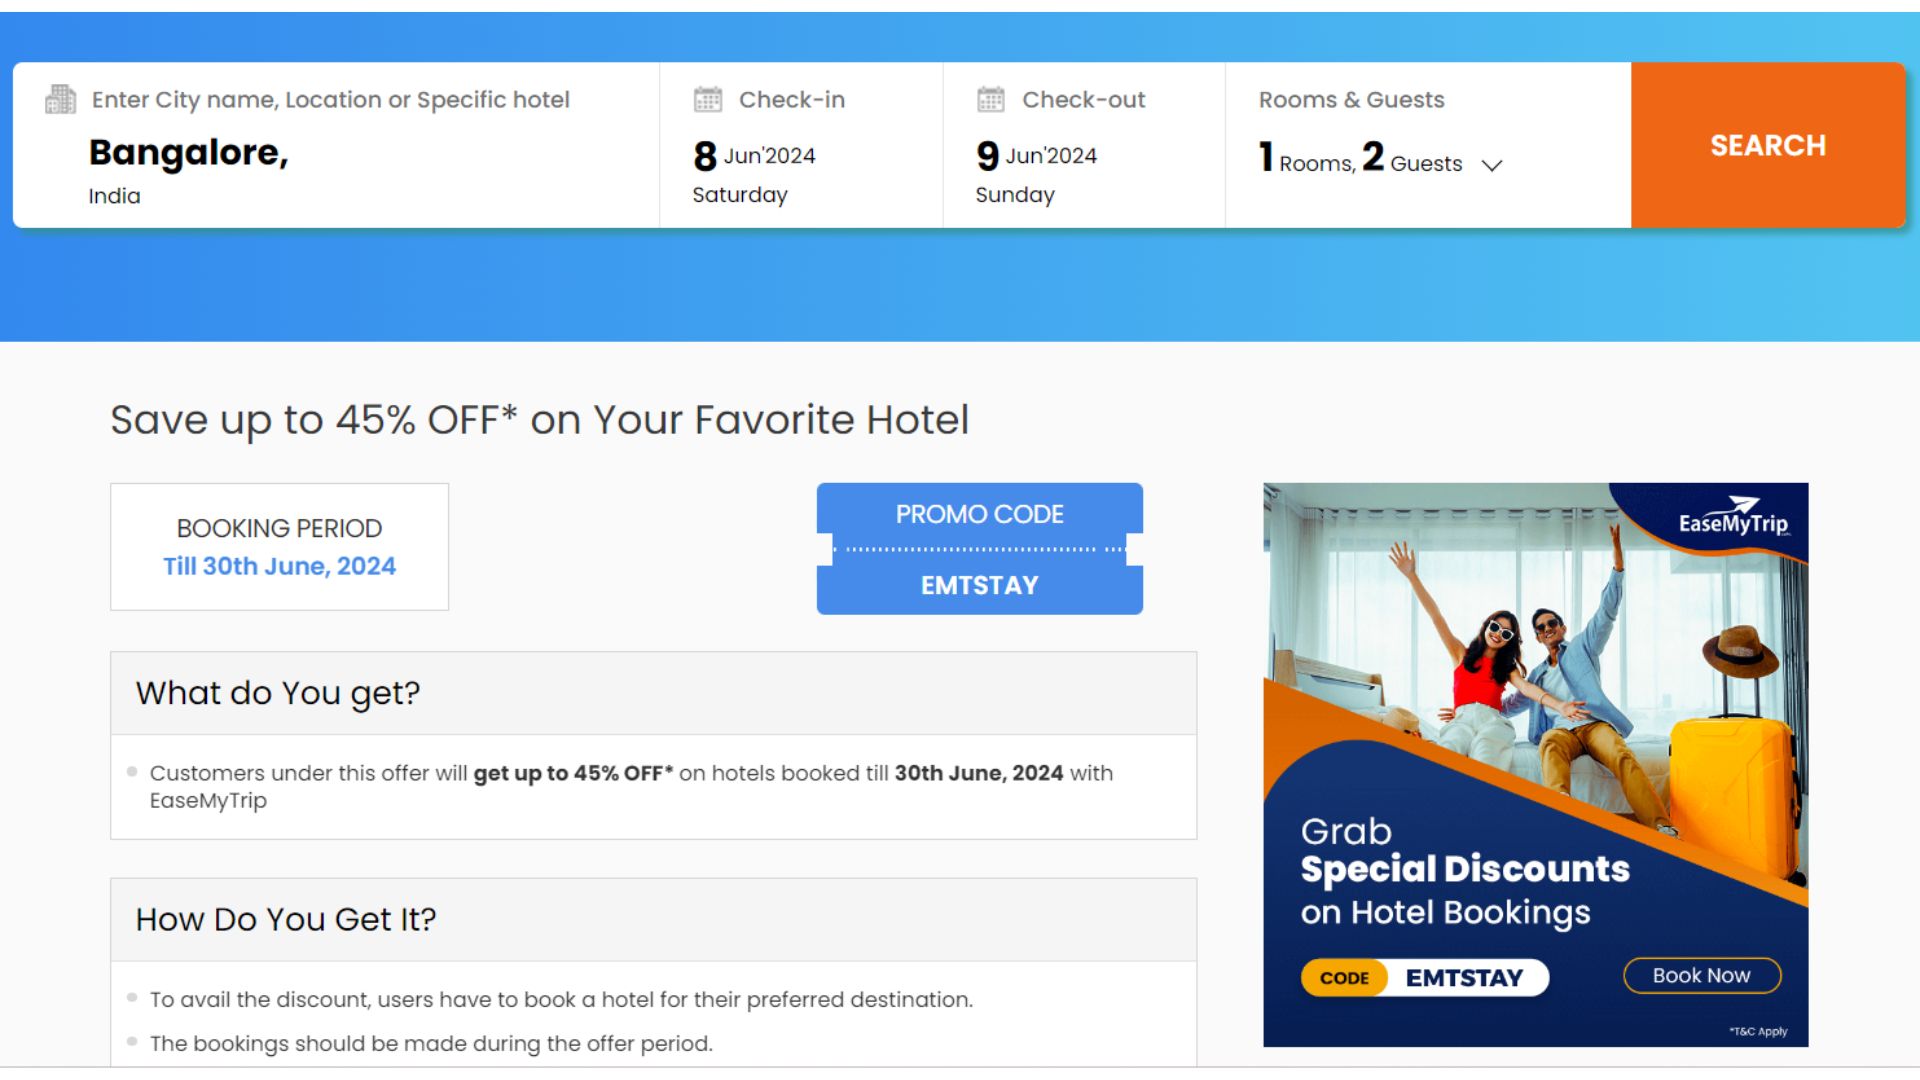 Enter City name, Location or Specific hotel
Bangalore,
India
Check-in
8 Jun'2024
Saturday
Check-out
9 Jun'2024
Sunday
Rooms & Guests
1 Rooms, 2 Guests
SEARCH
Save up to 45% OFF* on Your Favorite Hotel
BOOKING PERIOD
Till 30th June, 2024
PROMO CODE
EMTSTAY
What do You get?
Customers under this offer will get up to 45% OFF* on hotels booked till 30th June, 2024 with
EaseMyTrip
How Do You Get It?
To avail the discount, users have to book a hotel for their preferred destination.
The bookings should be made during the offer period.
EaseMyTrip
Grab
Special Discounts
on Hotel Bookings
CODE EMTSTAY
Book Now
*T&C Apply